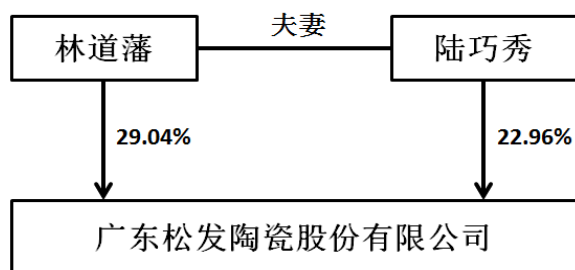 夫妻
林道藩
陆巧秀
29.04%
22.96%
广东松发陶瓷股份有限公司